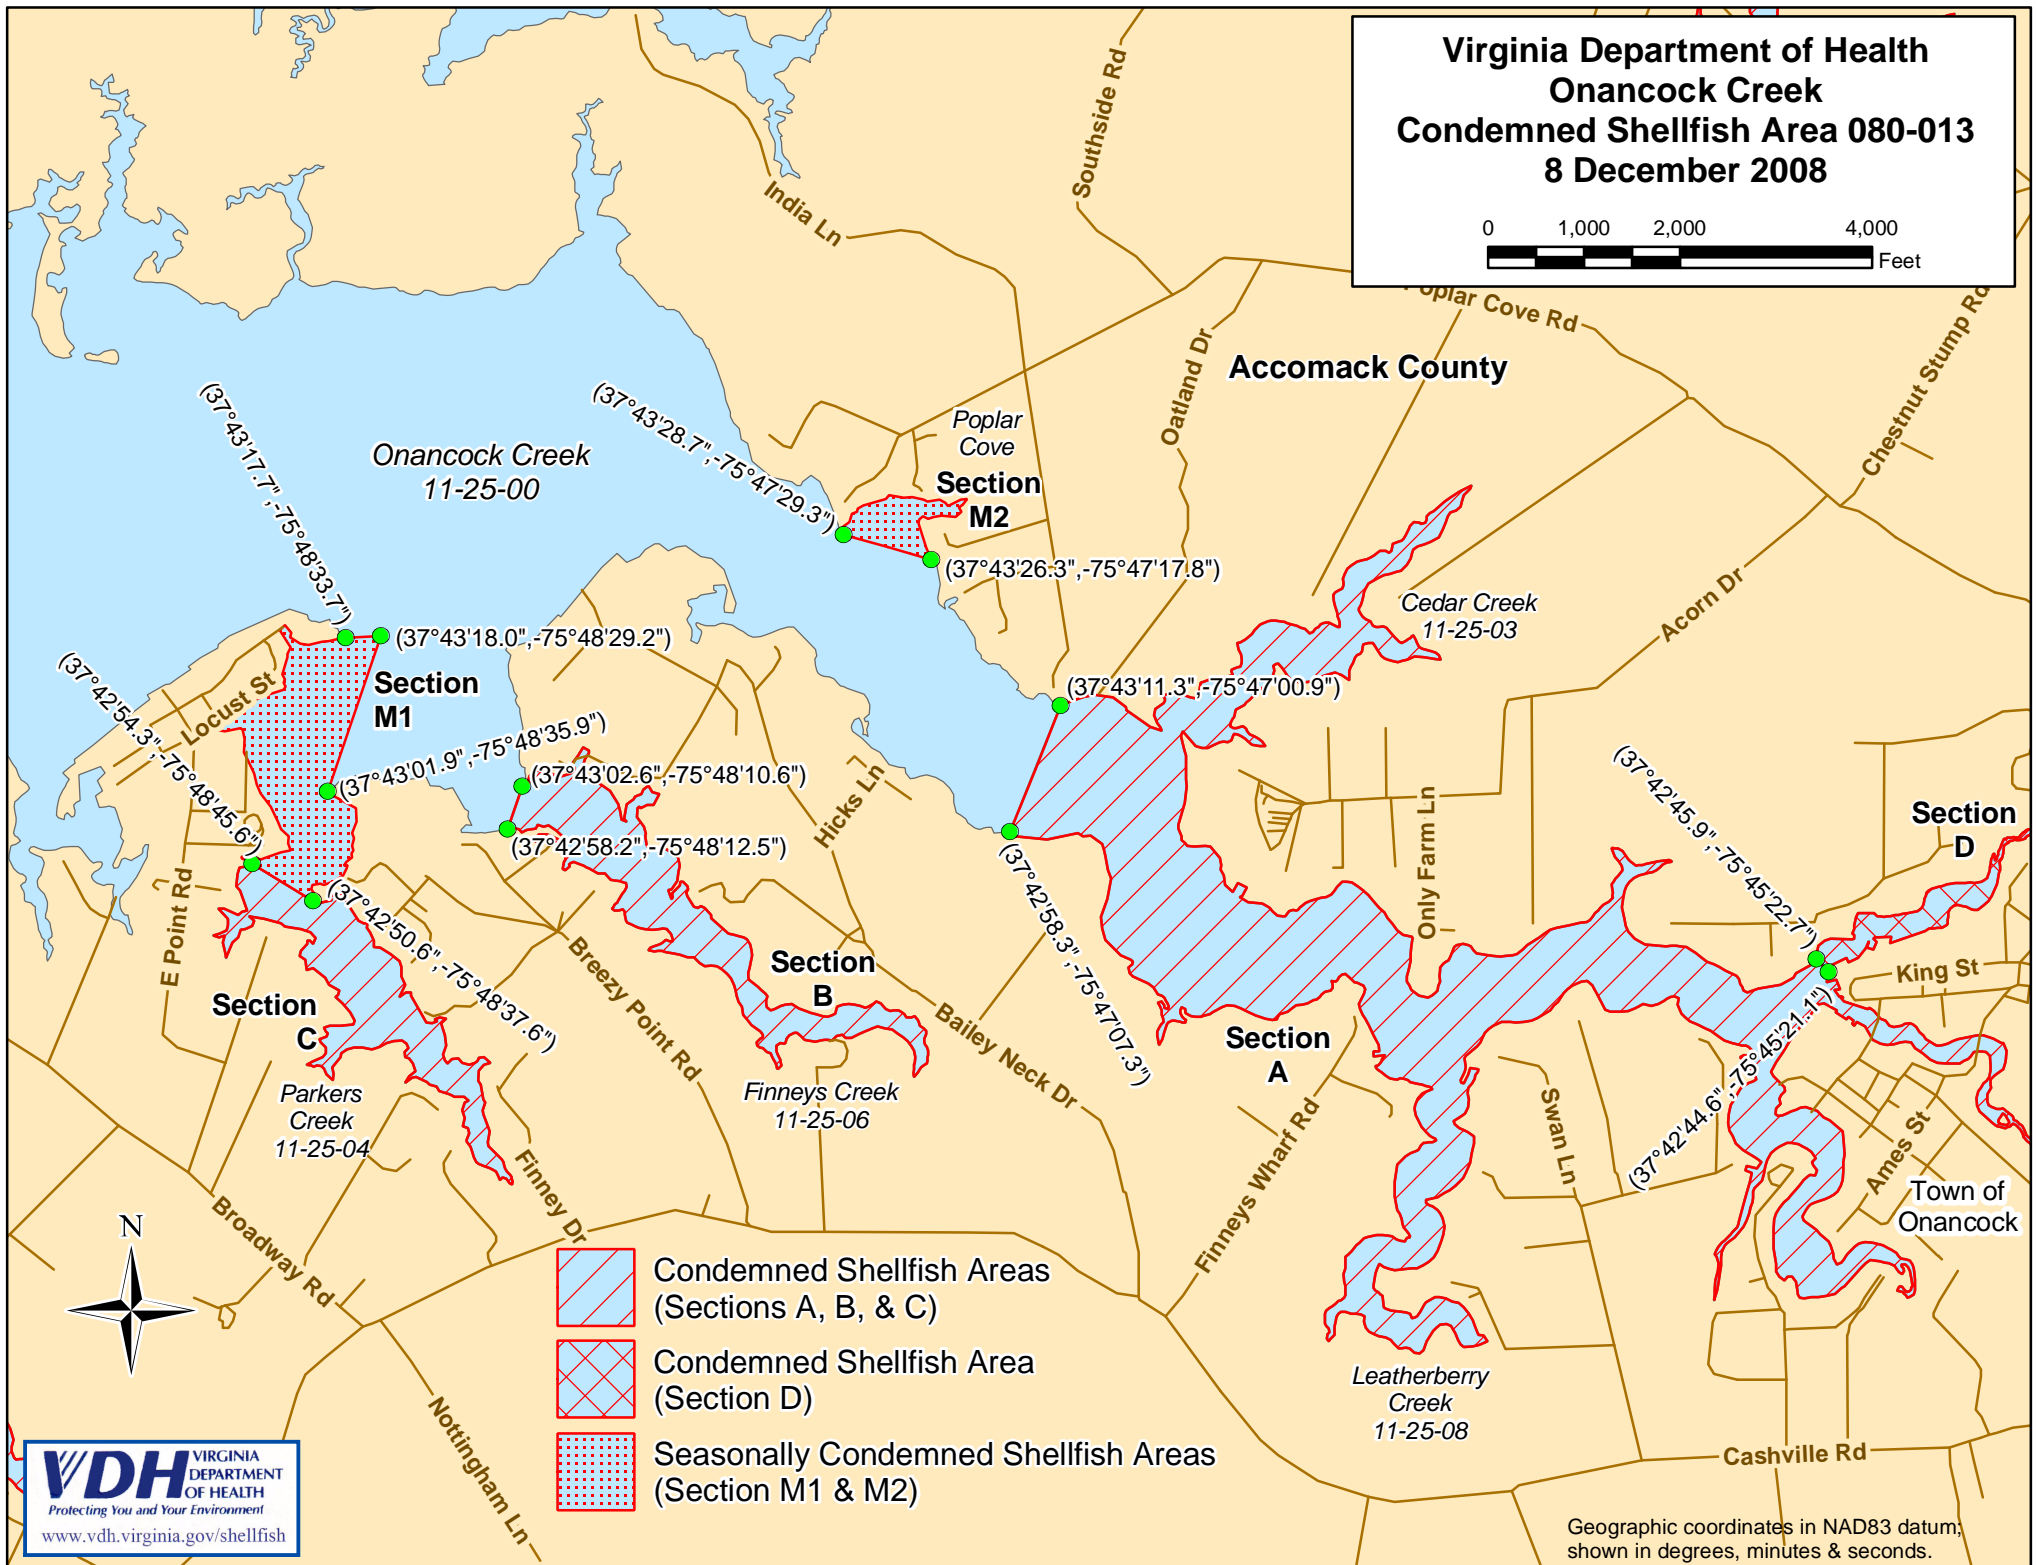 Virginia Department of Health
Onancock Creek
Condemned Shellfish Area 080-013
8 December 2008
0 1,000 2,000 4,000
Feet
Southside Rd
India Ln
Poplar Cove Rd
Chestnut Stump Rd
Oatland Dr
Accomack County
Poplar
Cove
Onancock Creek
11-25-00
(37°43'17.7",-75°48'33.7")
(37°43'28.7",-75°47'29.3")
Section
M2
(37°43'26.3",-75°47'17.8")
Cedar Creek
11-25-03
Acorn Dr
(37°43'18.0",-75°48'29.2")
Section
M1
Locust St
(37°42'54.3",-75°48'45.6")
(37°43'11.3",-75°47'00.9")
(37°43'01.9",-75°48'35.9")
(37°43'02.6",-75°48'10.6")
(37°42'58.2",-75°48'12.5")
Hicks Ln
Only Farm Ln
(37°42'45.9",-75°45'22.7")
Section
D
E Point Rd
(37°42'50.6",-75°48'37.6")
(37°42'58.3",-75°47'07.3")
Breezy Point Rd
Section
B
King St
Section
C
Bailey Neck Dr
Section
A
(37°42'44.6",-75°45'21.1")
Parkers
Creek
11-25-04
Finneys Creek
11-25-06
Finneys Wharf Rd
Swan Ln
Ames St
Town of
Onancock
Finney Dr
Broadway Rd
N
Condemned Shellfish Areas
(Sections A, B, & C)
Condemned Shellfish Area
(Section D)
Seasonally Condemned Shellfish Areas
(Section M1 & M2)
Leatherberry
Creek
11-25-08
Nottingham Ln
Cashville Rd
VDH VIRGINIA
DEPARTMENT
OF HEALTH
Protecting You and Your Environment
www.vdh.virginia.gov/shellfish
Geographic coordinates in NAD83 datum;
shown in degrees, minutes & seconds.